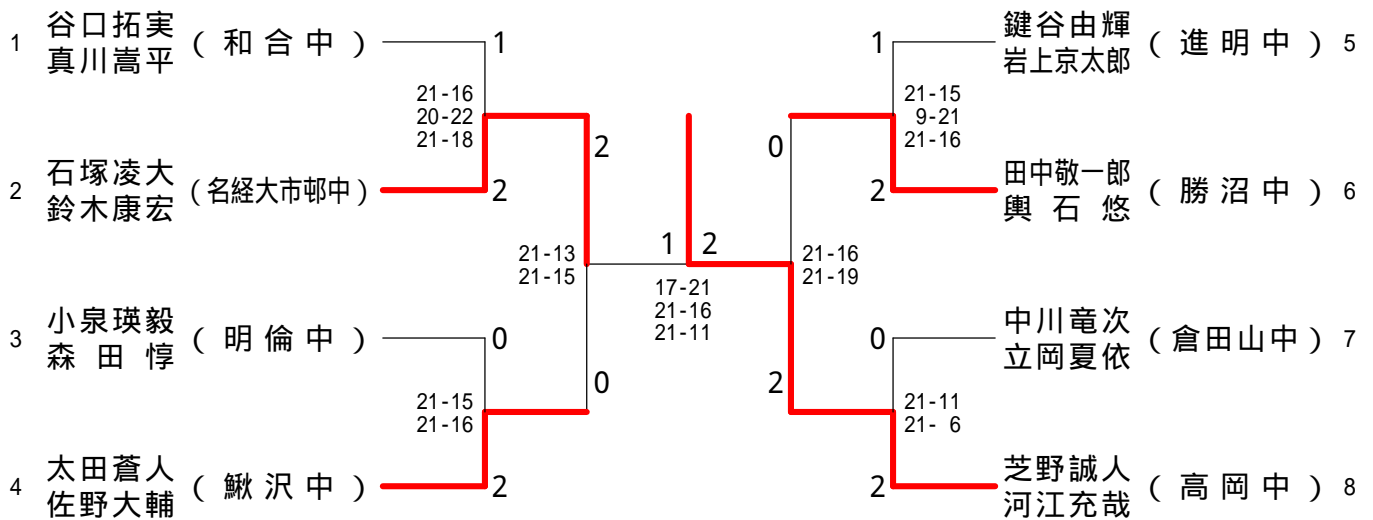 1 谷口拓実
真川嵩平 ( 和合中 ) 1
21-16
20-22
21-18
2 石塚凌大
鈴木康宏 ( 名経大市邨中 ) 2
2
21-13
21-15
3 小泉瑛毅
森田惇 ( 明倫中 ) 0
21-15
21-16
0
4 太田蒼人
佐野大輔 ( 鰍沢中 ) 2
1 2
17-21
21-16
21-11
1 鍵谷由輝
岩上京太郎 ( 進明中 ) 5
21-15
9-21
21-16
0
2 田中敬一郎
輿石悠 ( 勝沼中 ) 6
21-16
21-19
0 中川竜次
立岡夏依 ( 倉田山中 ) 7
2
21-11
21- 6
2 芝野誠人
河江充哉 ( 高岡中 ) 8